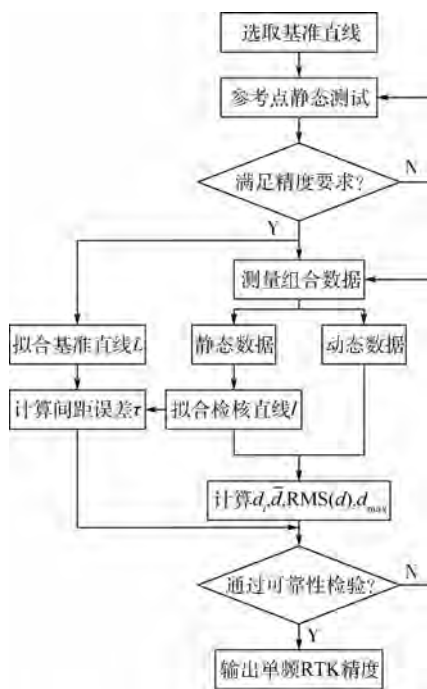 选取基准直线
参考点静态测试
满足精度要求?
N
Y
测量组合数据
拟合基准直线L
静态数据
动态数据
计算间距误差τ
拟合检核直线l
计算dᵢ,d̅,RMS(d),d_max
通过可靠性检验?
N
Y
输出单频RTK精度